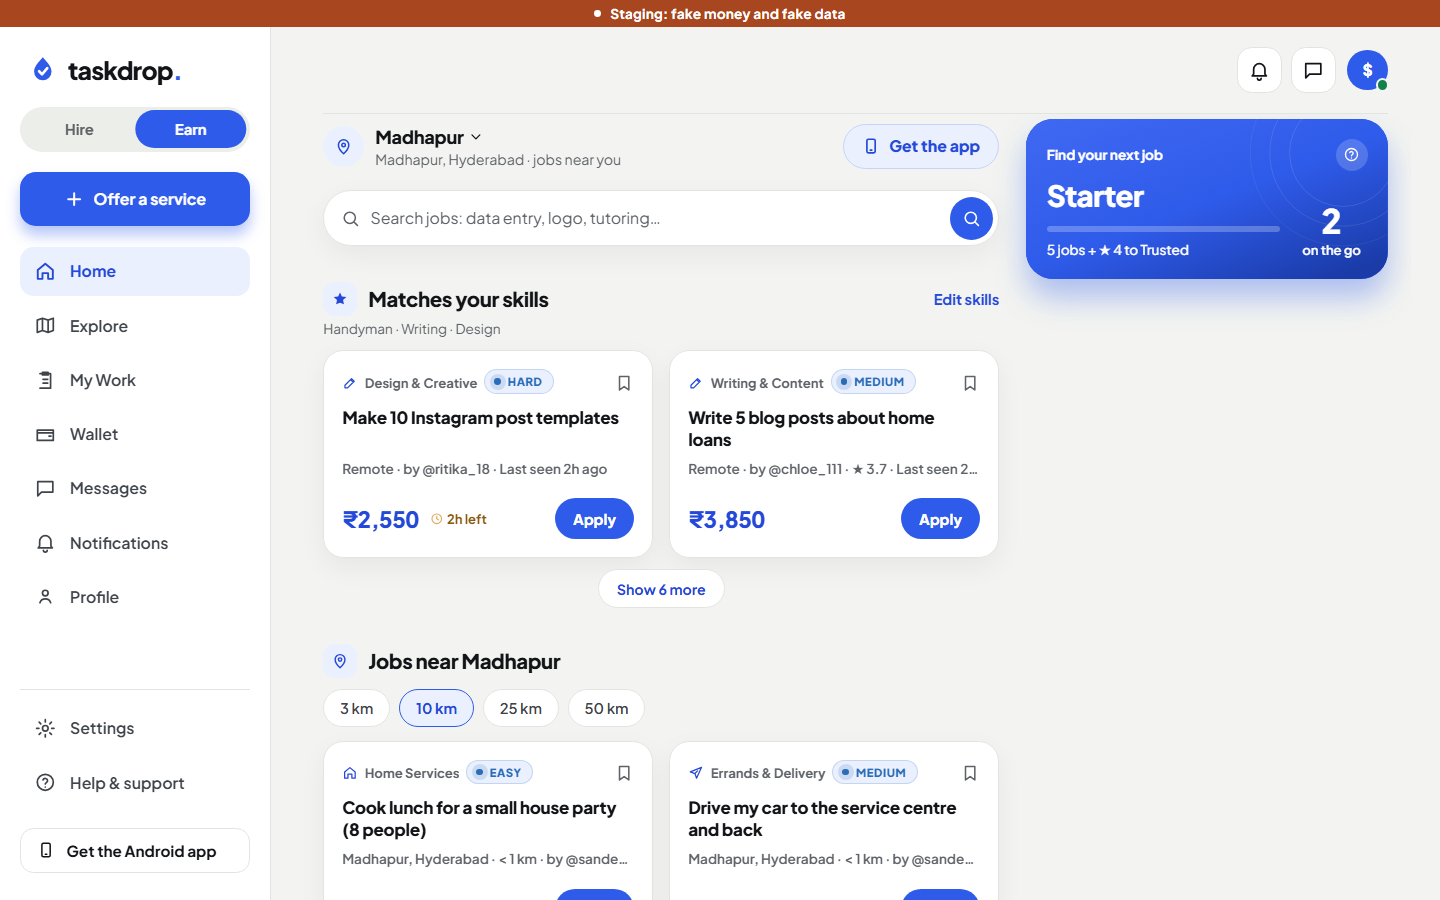 Staging: fake money and fake data
taskdrop.
Hire
Earn
Offer a service
Home
Explore
My Work
Wallet
Messages
Notifications
Profile
Settings
Help & support
Get the Android app
$
Madhapur
Madhapur, Hyderabad · jobs near you
Get the app
Search jobs: data entry, logo, tutoring...
Find your next job
Starter
5 jobs + ★ 4 to Trusted
2
on the go
Matches your skills
Edit skills
Handyman · Writing · Design
Design & Creative HARD
Make 10 Instagram post templates
Remote · by @ritika_18 · Last seen 2h ago
₹2,550 2h left Apply
Writing & Content MEDIUM
Write 5 blog posts about home
loans
Remote · by @chloe_111 · ★ 3.7 · Last seen 2...
₹3,850 Apply
Show 6 more
Jobs near Madhapur
3 km
10 km
25 km
50 km
Home Services EASY
Cook lunch for a small house party
(8 people)
Madhapur, Hyderabad · < 1 km · by @sande...
Errands & Delivery MEDIUM
Drive my car to the service centre
and back
Madhapur, Hyderabad · < 1 km · by @sande...